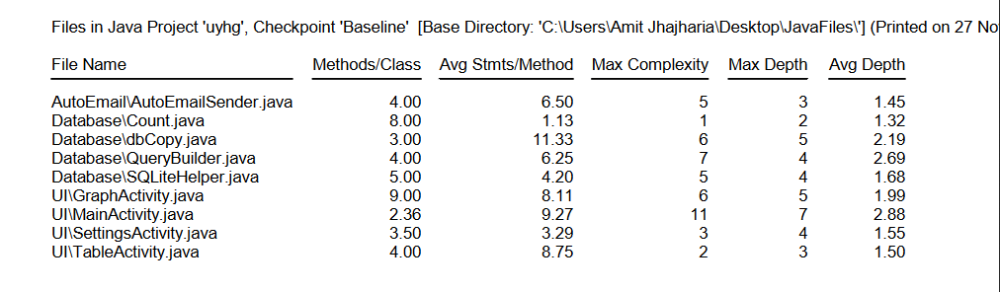 Files in Java Project 'uyhg', Checkpoint 'Baseline'  [Base Directory: 'C:\Users\Amit Jhajharia\Desktop\JavaFiles\'] (Printed on 27 No
File Name Methods/Class Avg Stmts/Method Max Complexity Max Depth Avg Depth
AutoEmail\AutoEmailSender.java 4.00 6.50 5 3 1.45
Database\Count.java 8.00 1.13 1 2 1.32
Database\dbCopy.java 3.00 11.33 6 5 2.19
Database\QueryBuilder.java 4.00 6.25 7 4 2.69
Database\SQLiteHelper.java 5.00 4.20 5 4 1.68
UI\GraphActivity.java 9.00 8.11 6 5 1.99
UI\MainActivity.java 2.36 9.27 11 7 2.88
UI\SettingsActivity.java 3.50 3.29 3 4 1.55
UI\TableActivity.java 4.00 8.75 2 3 1.50